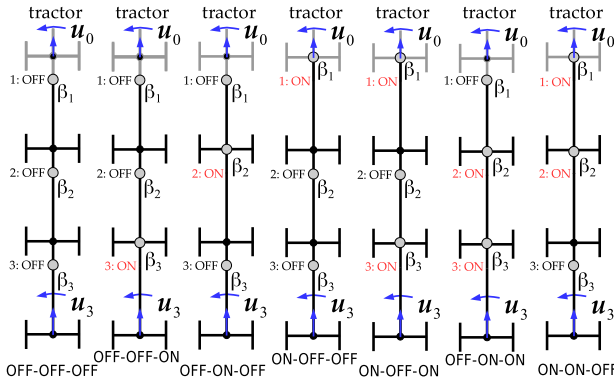 tractor tractor tractor tractor tractor tractor tractor
u0 u0 u0 u0 u0 u0 u0
1: OFF 1: OFF 1: OFF 1: ON 1: ON 1: OFF 1: ON
β1 β1 β1 β1 β1 β1 β1
2: OFF 2: OFF 2: ON 2: OFF 2: OFF 2: ON 2: ON
β2 β2 β2 β2 β2 β2 β2
3: OFF 3: ON 3: OFF 3: OFF 3: ON 3: ON 3: OFF
β3 β3 β3 β3 β3 β3 β3
u3 u3 u3 u3 u3 u3 u3
OFF-OFF-OFF OFF-OFF-ON OFF-ON-OFF ON-OFF-OFF ON-OFF-ON OFF-ON-ON ON-ON-OFF